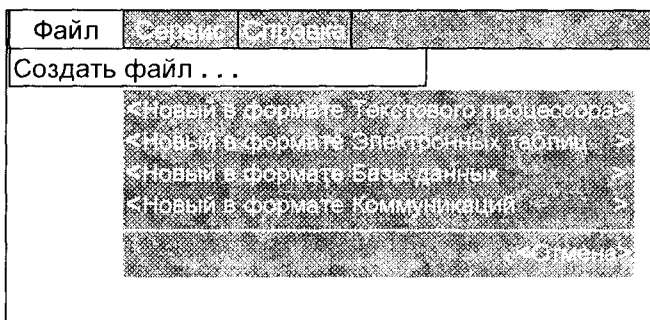 Файл Сервис Справка
Создать файл . . .
<Новый в формате Текстового процессора>
<Новый в формате Электронных таблиц >
<Новый в формате Базы данных >
<Новый в формате Коммуникаций >
<Отмена>